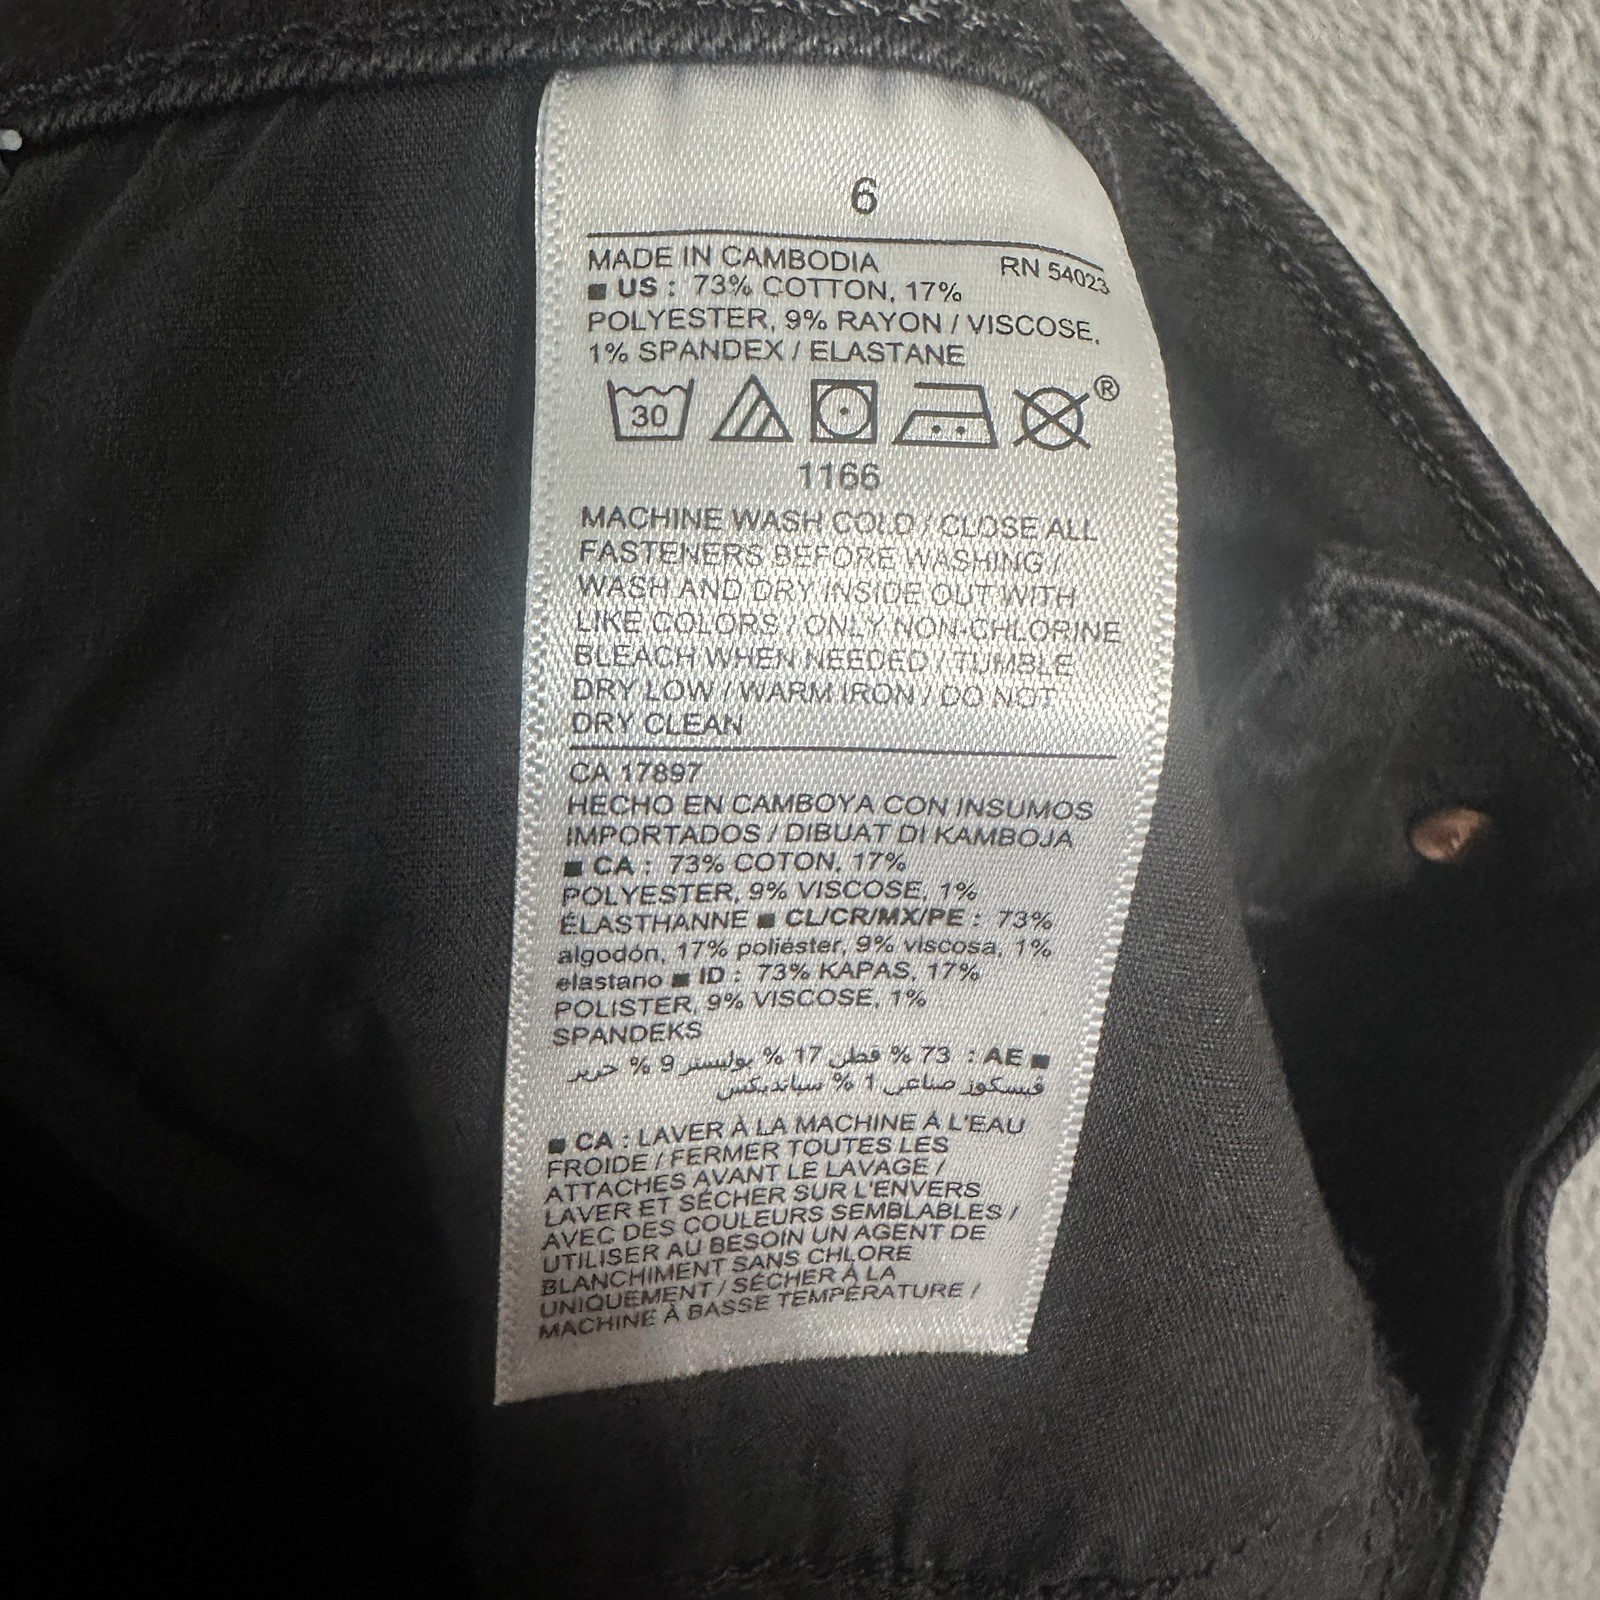 6
MADE IN CAMBODIA RN 54023
■ US : 73% COTTON, 17%
POLYESTER, 9% RAYON / VISCOSE,
1% SPANDEX / ELASTANE
30 ®
1166
MACHINE WASH COLD / CLOSE ALL
FASTENERS BEFORE WASHING /
WASH AND DRY INSIDE OUT WITH
LIKE COLORS / ONLY NON-CHLORINE
BLEACH WHEN NEEDED / TUMBLE
DRY LOW / WARM IRON / DO NOT
DRY CLEAN
CA 17897
HECHO EN CAMBOYA CON INSUMOS
IMPORTADOS / DIBUAT DI KAMBOJA
■ CA : 73% COTON, 17%
POLYESTER, 9% VISCOSE, 1%
ÉLASTHANNE ■ CL/CR/MX/PE : 73%
algodón, 17% poliéster, 9% viscosa, 1%
elastano ■ ID : 73% KAPAS, 17%
POLISTER, 9% VISCOSE, 1%
SPANDEKS
■ AE : 73 % قطن 17 % بوليستر 9 % حرير
فيسكوز صناعي 1 % سبانديكس
■ CA : LAVER À LA MACHINE À L'EAU
FROIDE / FERMER TOUTES LES
ATTACHES AVANT LE LAVAGE /
LAVER ET SÉCHER SUR L'ENVERS
AVEC DES COULEURS SEMBLABLES /
UTILISER AU BESOIN UN AGENT DE
BLANCHIMENT SANS CHLORE
UNIQUEMENT / SÉCHER À LA
MACHINE À BASSE TEMPÉRATURE /